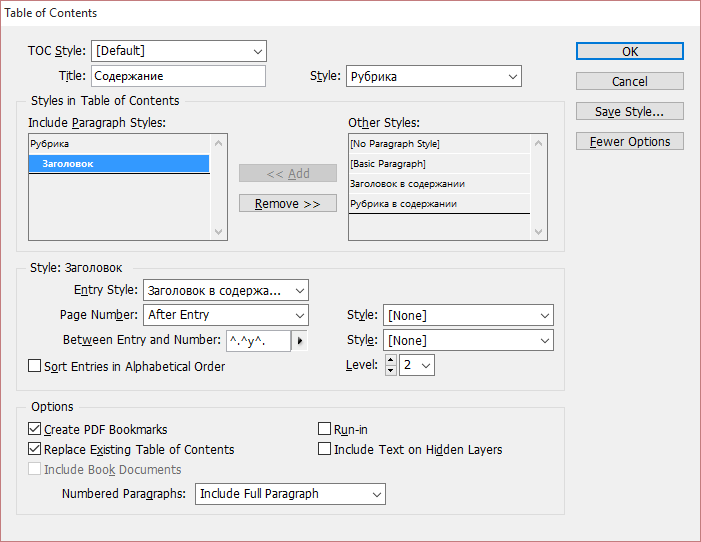 Table of Contents
TOC Style: [Default]
OK
Title: Содержание Style: Рубрика
Cancel
Styles in Table of Contents
Save Style...
Include Paragraph Styles: Other Styles:
Fewer Options
Рубрика [No Paragraph Style]
Заголовок [Basic Paragraph]
<< Add
Заголовок в содержании
Remove >> Рубрика в содержании
Style: Заголовок
Entry Style: Заголовок в содержа...
Page Number: After Entry Style: [None]
Between Entry and Number: ^.^y^. Style: [None]
Sort Entries in Alphabetical Order Level: 2
Options
Create PDF Bookmarks Run-in
Replace Existing Table of Contents Include Text on Hidden Layers
Include Book Documents
Numbered Paragraphs: Include Full Paragraph